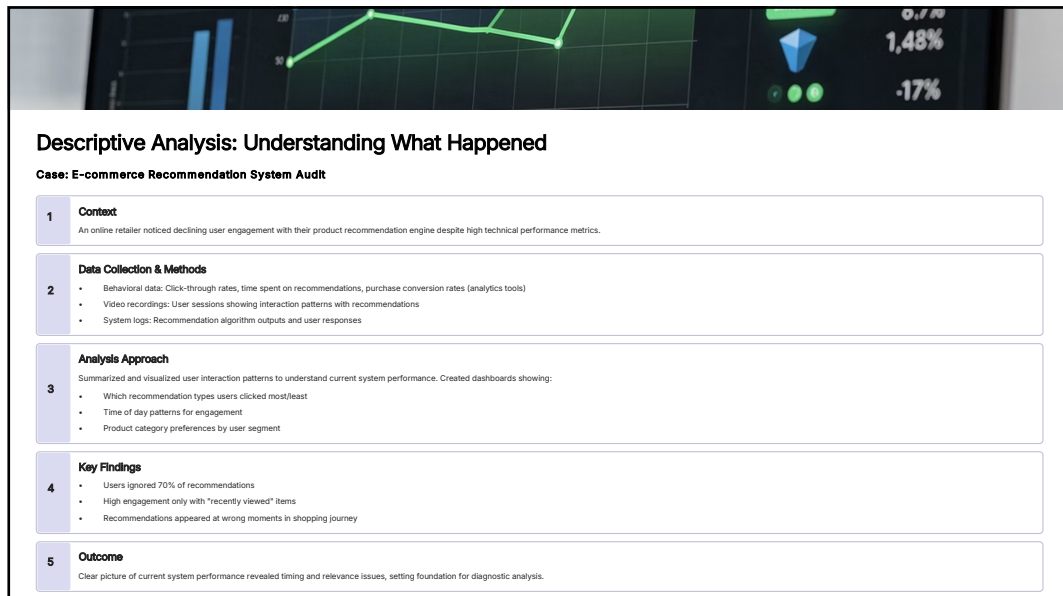 130
50
6,7%
1,48%
-17%
Descriptive Analysis: Understanding What Happened
Case: E-commerce Recommendation System Audit
1
Context
An online retailer noticed declining user engagement with their product recommendation engine despite high technical performance metrics.
2
Data Collection & Methods
• Behavioral data: Click-through rates, time spent on recommendations, purchase conversion rates (analytics tools)
• Video recordings: User sessions showing interaction patterns with recommendations
• System logs: Recommendation algorithm outputs and user responses
3
Analysis Approach
Summarized and visualized user interaction patterns to understand current system performance. Created dashboards showing:
• Which recommendation types users clicked most/least
• Time of day patterns for engagement
• Product category preferences by user segment
4
Key Findings
• Users ignored 70% of recommendations
• High engagement only with "recently viewed" items
• Recommendations appeared at wrong moments in shopping journey
5
Outcome
Clear picture of current system performance revealed timing and relevance issues, setting foundation for diagnostic analysis.